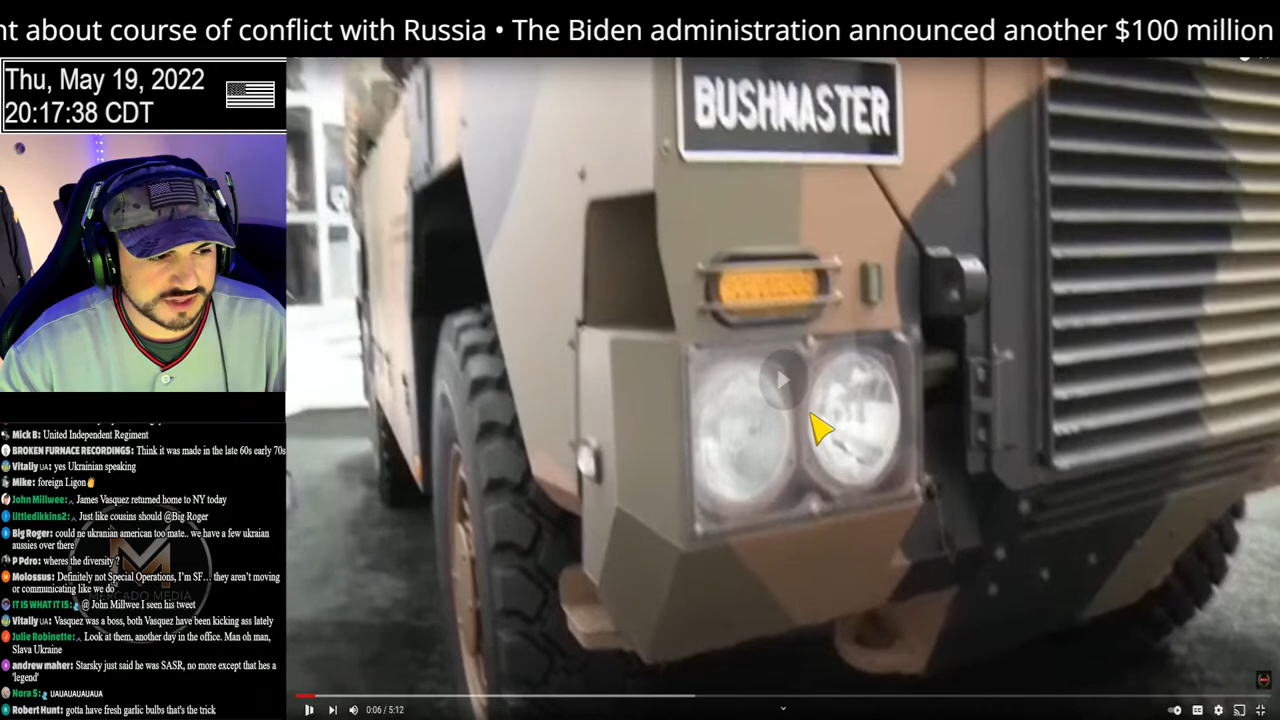 nt about course of conflict with Russia • The Biden administration announced another $100 million
Thu, May 19, 2022
20:17:38 CDT
BUSHMASTER
Mick B: United Independent Regiment
BROKEN FURNACE RECORDINGS: Think it was made in the late 60s early 70s
Vitaliy UA: yes Ukrainian speaking
Mike: foreign Ligon
John Millwee: James Vasquez returned home to NY today
littledikkins2: Just like cousins should @Big Roger
Big Roger: could ne ukranian american too mate.. we have a few ukraian
aussies over there
P Pdro: wheres the diversity ?
Molossus: Definitely not Special Operations, I'm SF… they aren't moving
or communicating like we do
IT IS WHAT IT IS: @ John Millwee I seen his tweet
Vitaliy UA: Vasquez was a boss, both Vasquez have been kicking ass lately
Julie Robinette: Look at them, another day in the office. Man oh man,
Slava Ukraine
andrew maher: Starsky just said he was SASR, no more except that hes a
'legend'
Nora S: UAUAUAUAUAUA
Robert Hunt: gotta have fresh garlic bulbs that's the trick
MERCADO MEDIA
0:06 / 5:12